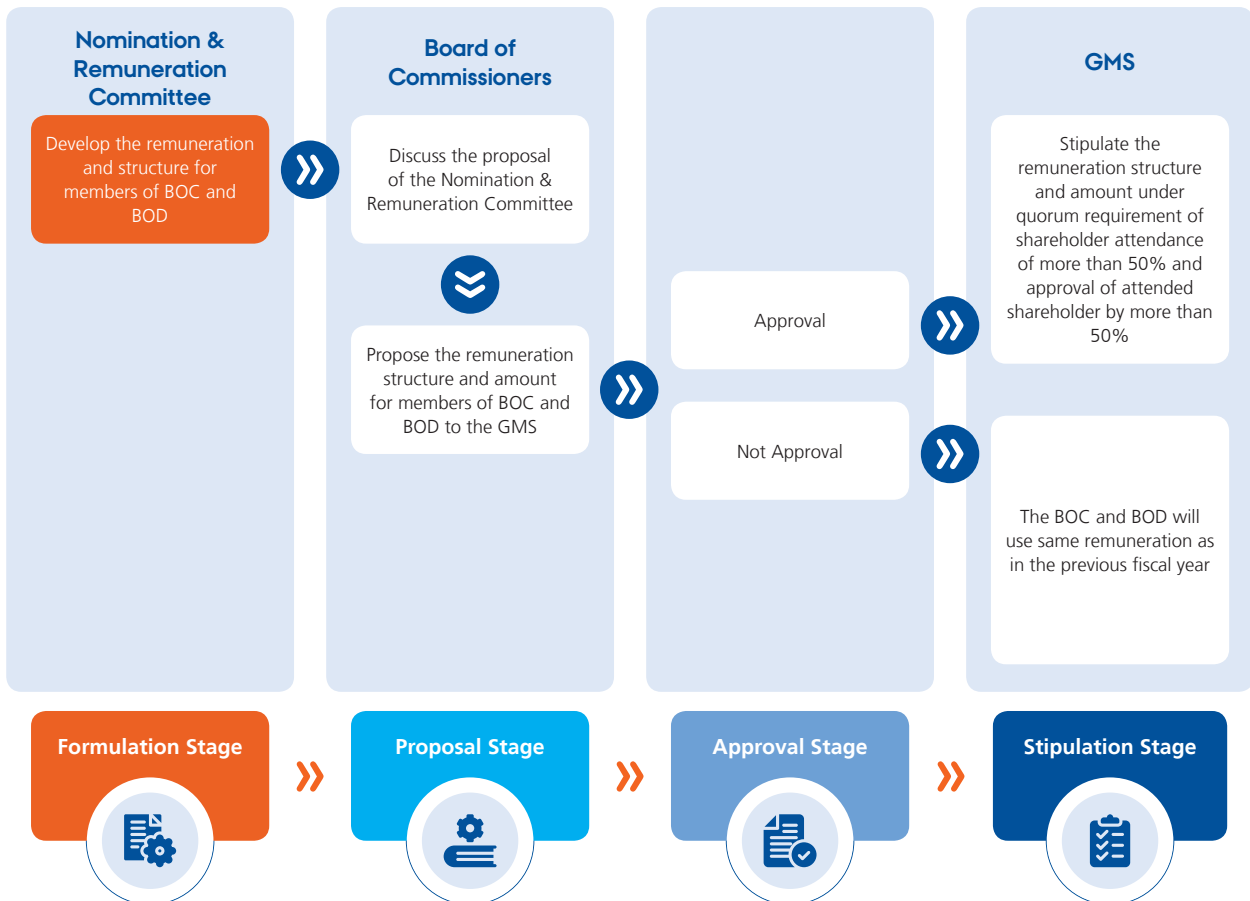 Nomination &
Remuneration
Committee
Develop the remuneration
and structure for
members of BOC and
BOD
Board of
Commissioners
Discuss the proposal
of the Nomination &
Remuneration Committee
Propose the remuneration
structure and amount
for members of BOC and
BOD to the GMS
Approval
Not Approval
GMS
Stipulate the
remuneration structure
and amount under
quorum requirement of
shareholder attendance
of more than 50% and
approval of attended
shareholder by more than
50%
The BOC and BOD will
use same remuneration as
in the previous fiscal year
Formulation Stage
Proposal Stage
Approval Stage
Stipulation Stage